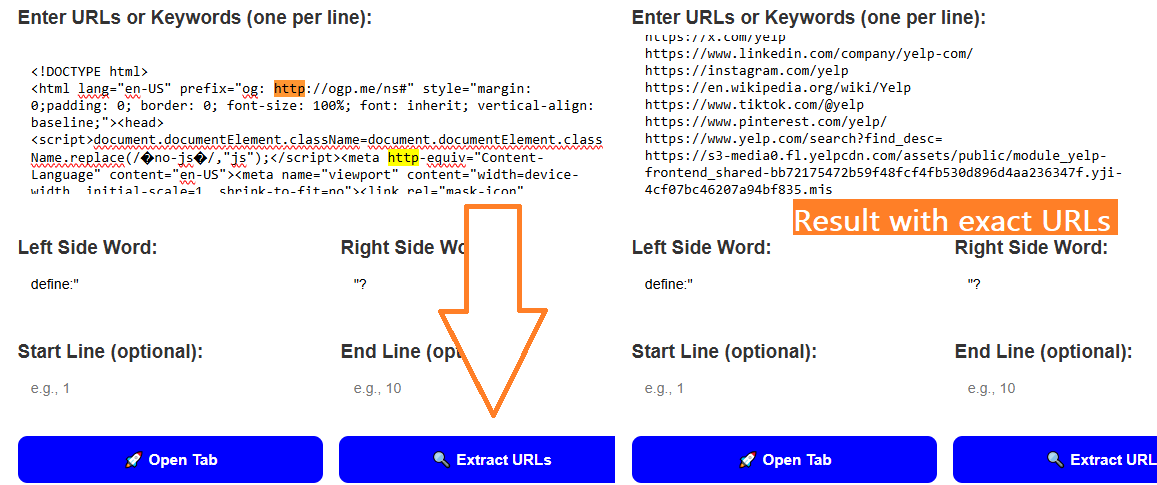 Enter URLs or Keywords (one per line):
<!DOCTYPE html>
<html lang="en-US" prefix="og: http://ogp.me/ns#" style="margin:
0;padding: 0; border: 0; font-size: 100%; font: inherit; vertical-align:
baseline;"><head>
<script>document.documentElement.className=document.documentElement.class
Name.replace(/�no-js�/,"js");</script><meta http-equiv="Content-
Language" content="en-US"><meta name="viewport" content="width=device-
width, initial-scale=1, shrink-to-fit=no"><link rel="mask-icon"
Left Side Word:
Right Side Wo
define:"
"?
Start Line (optional):
End Line (opt
e.g., 1
e.g., 10
🚀 Open Tab
🔍 Extract URLs
Enter URLs or Keywords (one per line):
https://x.com/yelp
https://www.linkedin.com/company/yelp-com/
https://instagram.com/yelp
https://en.wikipedia.org/wiki/Yelp
https://www.tiktok.com/@yelp
https://www.pinterest.com/yelp/
https://www.yelp.com/search?find_desc=
https://s3-media0.fl.yelpcdn.com/assets/public/module_yelp-
frontend_shared-bb72175472b59f48fcf4fb530d896d4aa236347f.yji-
4cf07bc46207a94bf835.mjs
Result with exact URLs
Left Side Word:
Right Side Word:
define:"
"?
Start Line (optional):
End Line (optional):
e.g., 1
e.g., 10
🚀 Open Tab
🔍 Extract URL